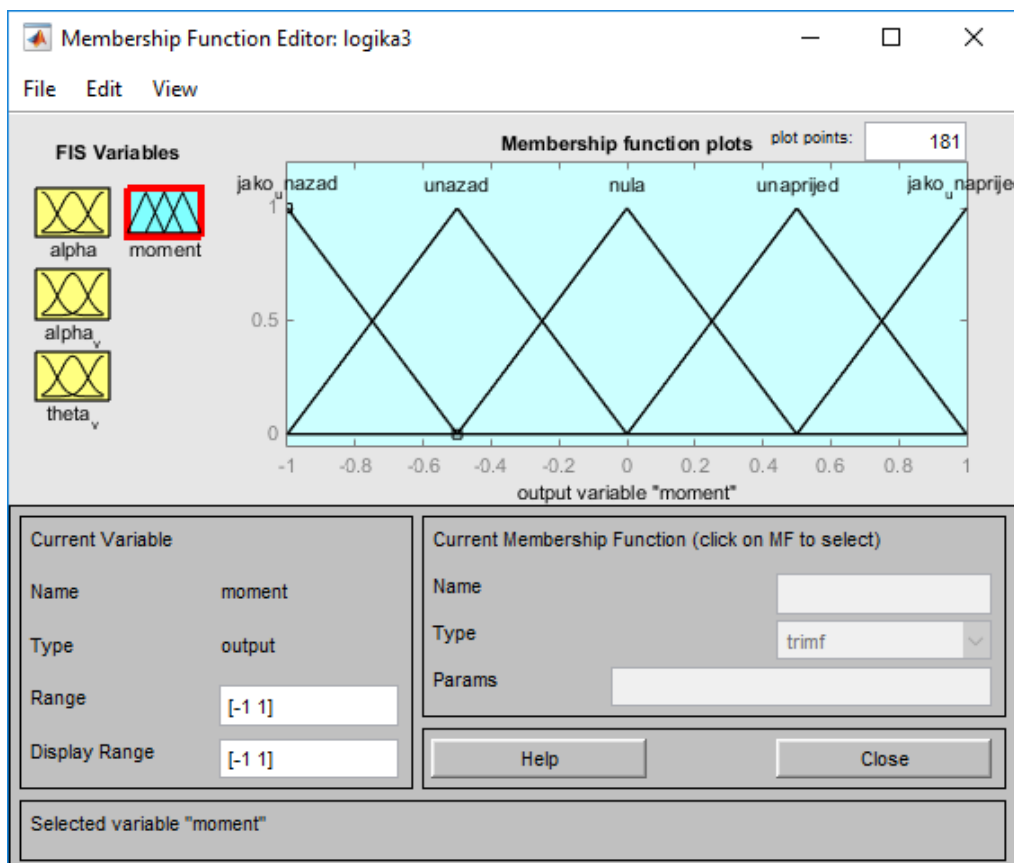 Membership Function Editor: logika3
File Edit View
FIS Variables
Membership function plots
plot points:
181
alpha
moment
alpha_v
theta_v
jako_unazad
unazad
nula
unaprijed
jako_unaprijed
1
0.5
0
-1 -0.8 -0.6 -0.4 -0.2 0 0.2 0.4 0.6 0.8 1
output variable "moment"
Current Variable
Name moment
Type output
Range [-1 1]
Display Range [-1 1]
Current Membership Function (click on MF to select)
Name
Type trimf
Params
Help Close
Selected variable "moment"